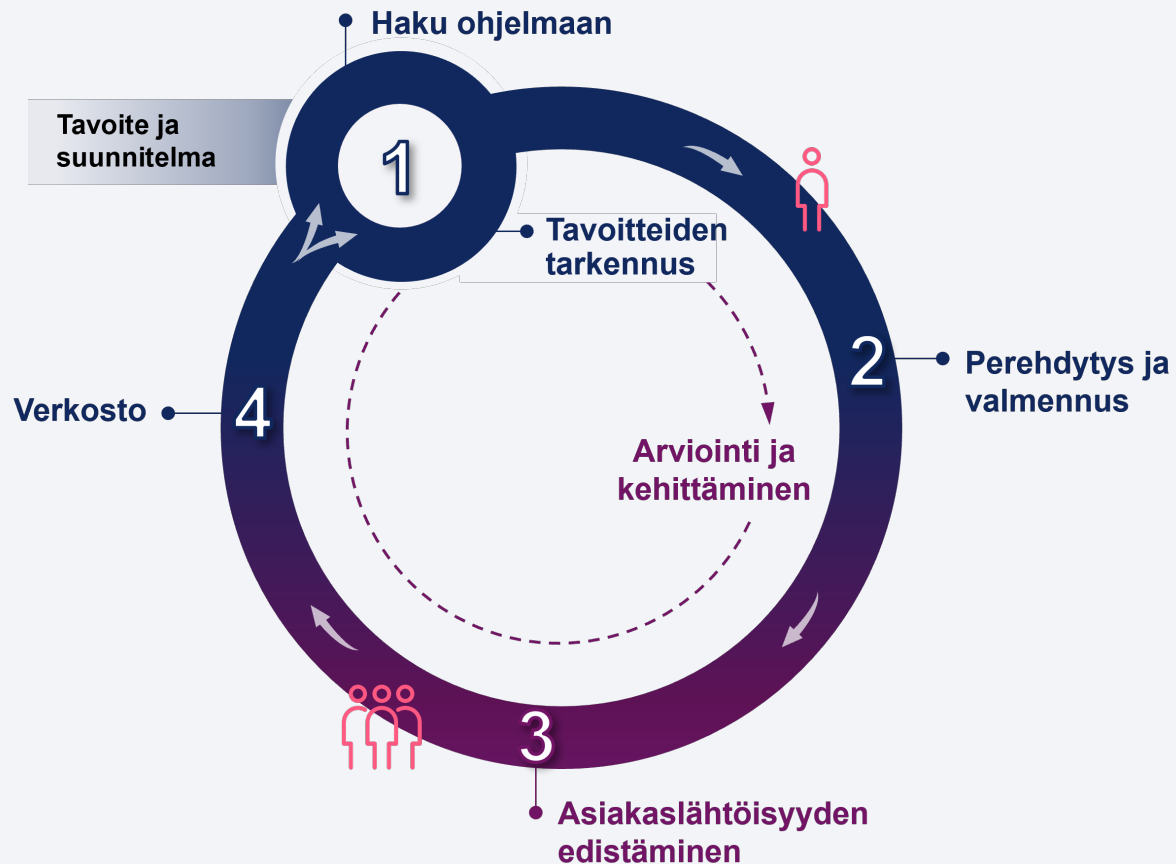 Haku ohjelmaan
Tavoite ja
suunnitelma
1
Tavoitteiden
tarkennus
2
Perehdytys ja
valmennus
Verkosto
4
Arviointi ja
kehittäminen
3
Asiakaslähtöisyyden
edistäminen